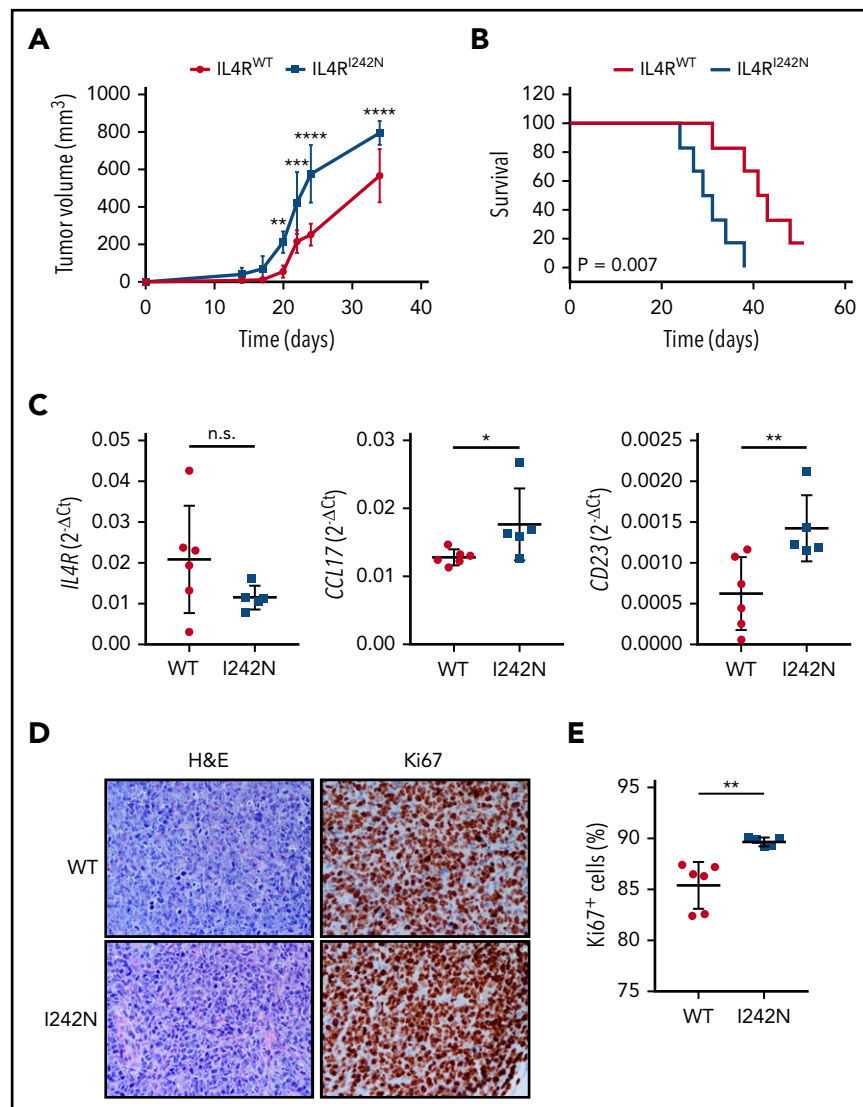 A
IL4R^WT IL4R^I242N
Tumor volume (mm³)
1000
800
600
400
200
0
** *** **** ****
0 10 20 30 40
Time (days)
B
IL4R^WT IL4R^I242N
Survival
120
100
80
60
40
20
0
P = 0.007
0 20 40 60
Time (days)
C
IL4R (2^-ΔCt)
0.05
0.04
0.03
0.02
0.01
0.00
n.s.
WT I242N
CCL17 (2^-ΔCt)
0.03
0.02
0.01
0.00
*
WT I242N
CD23 (2^-ΔCt)
0.0025
0.0020
0.0015
0.0010
0.0005
0.0000
**
WT I242N
D
H&E Ki67
WT
I242N
E
Ki67⁺ cells (%)
95
90
85
80
75
**
WT I242N